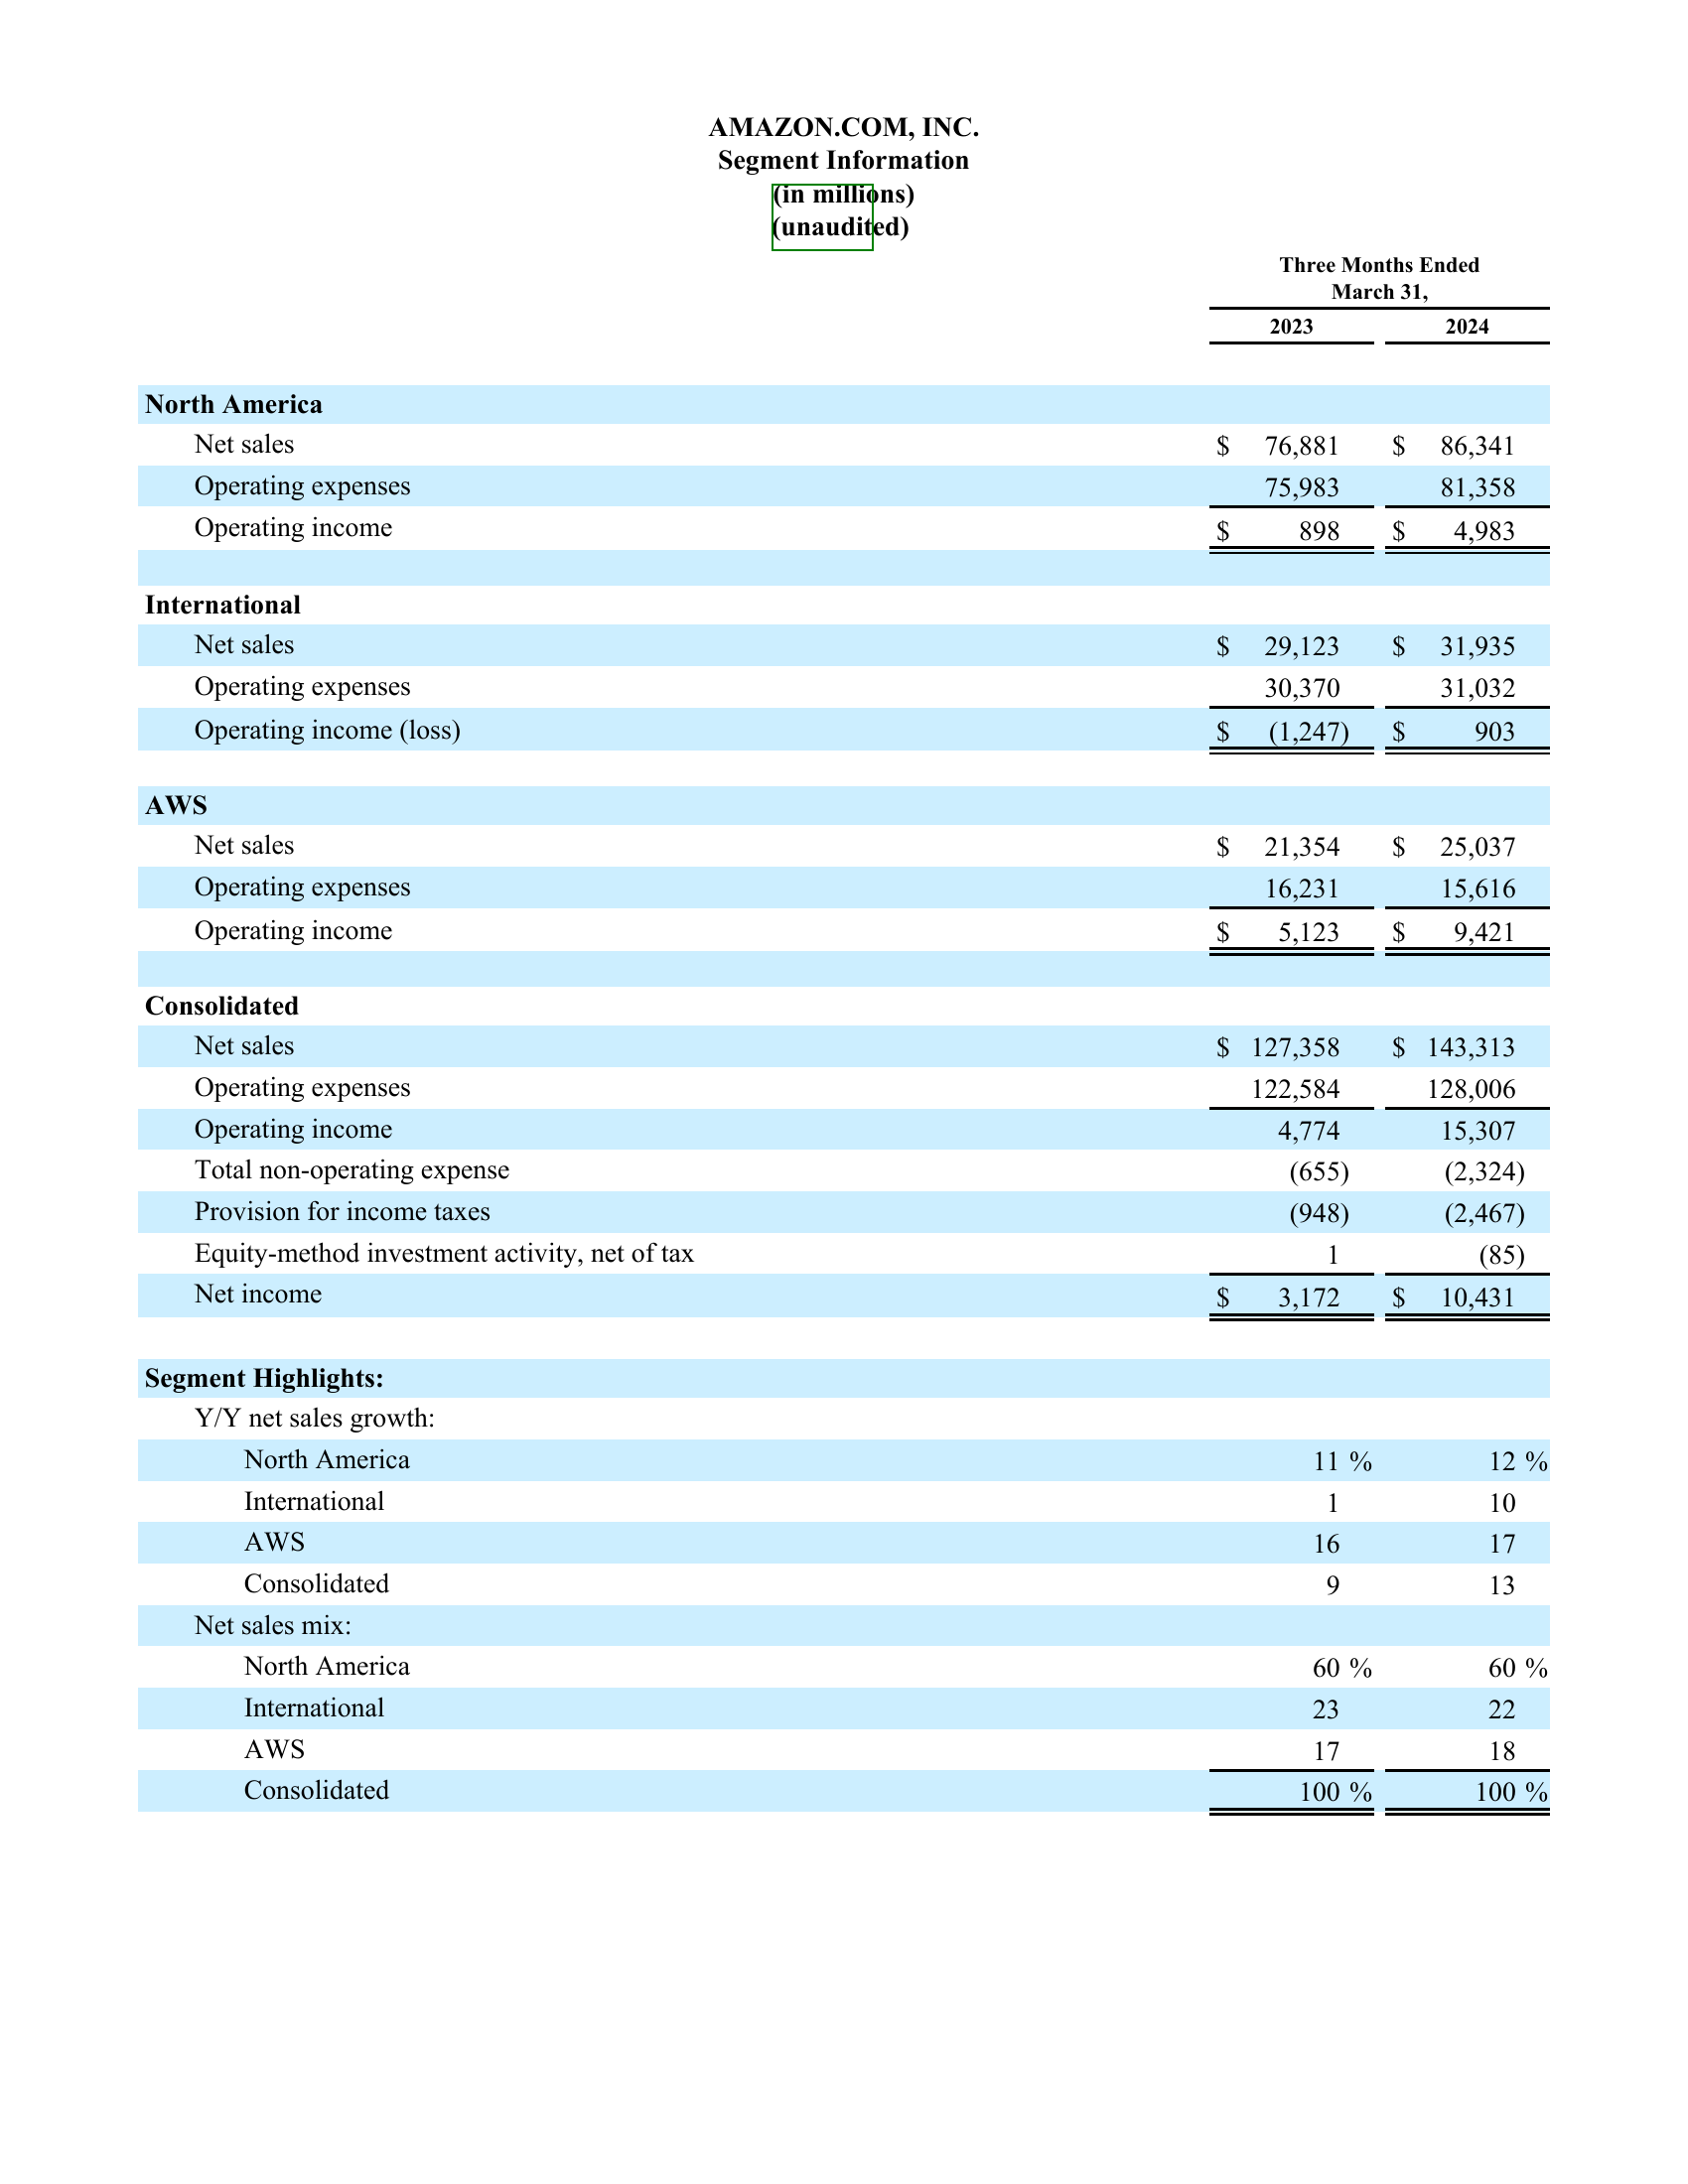 AMAZON.COM, INC.
Segment Information
(in millions)
(unaudited)
Three Months Ended
March 31,
2023 2024
North America
Net sales $ 76,881 $ 86,341
Operating expenses 75,983 81,358
Operating income $ 898 $ 4,983
International
Net sales $ 29,123 $ 31,935
Operating expenses 30,370 31,032
Operating income (loss) $ (1,247) $ 903
AWS
Net sales $ 21,354 $ 25,037
Operating expenses 16,231 15,616
Operating income $ 5,123 $ 9,421
Consolidated
Net sales $ 127,358 $ 143,313
Operating expenses 122,584 128,006
Operating income 4,774 15,307
Total non-operating expense (655) (2,324)
Provision for income taxes (948) (2,467)
Equity-method investment activity, net of tax 1 (85)
Net income $ 3,172 $ 10,431
Segment Highlights:
Y/Y net sales growth:
North America 11 % 12 %
International 1 10
AWS 16 17
Consolidated 9 13
Net sales mix:
North America 60 % 60 %
International 23 22
AWS 17 18
Consolidated 100 % 100 %